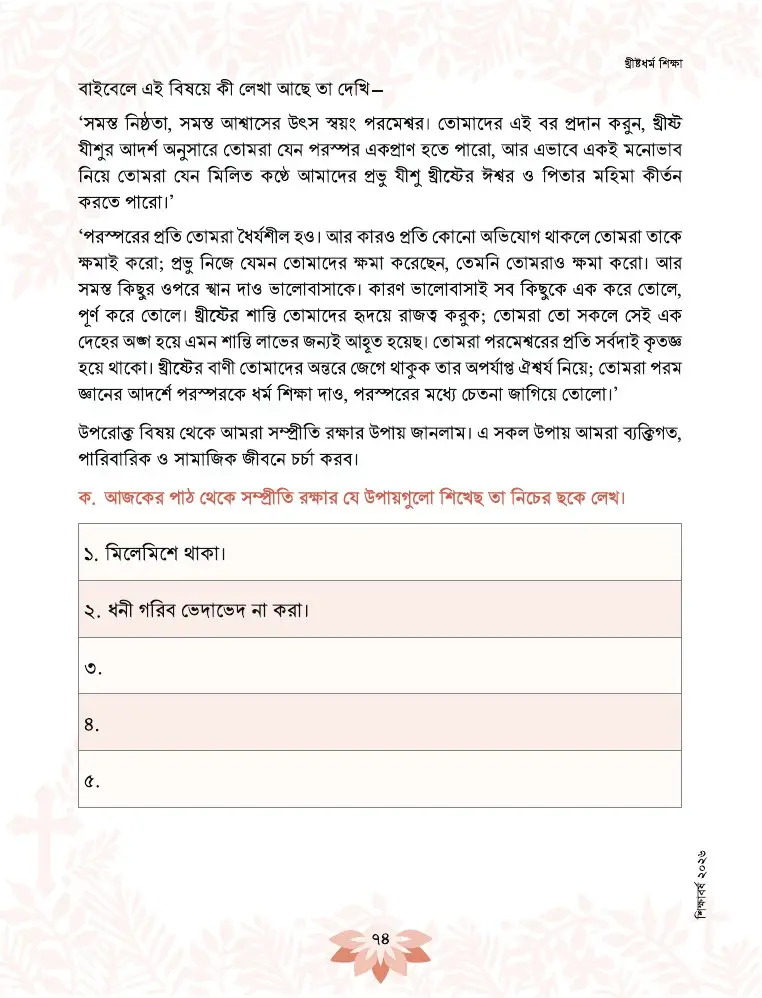 খ্রীষ্টধর্ম শিক্ষা
বাইবেলে এই বিষয়ে কী লেখা আছে তা দেখি–
‘সমস্ত নিষ্ঠতা, সমস্ত আশ্বাসের উৎস স্বয়ং পরমেশ্বর। তোমাদের এই বর প্রদান করুন, খ্রীষ্ট
যীশুর আদর্শ অনুসারে তোমরা যেন পরস্পর একপ্রাণ হতে পারো, আর এভাবে একই মনোভাব
নিয়ে তোমরা যেন মিলিত কণ্ঠে আমাদের প্রভু যীশু খ্রীষ্টের ঈশ্বর ও পিতার মহিমা কীর্তন
করতে পারো।’
‘পরস্পরের প্রতি তোমরা ধৈর্যশীল হও। আর কারও প্রতি কোনো অভিযোগ থাকলে তোমরা তাকে
ক্ষমাই করো; প্রভু নিজে যেমন তোমাদের ক্ষমা করেছেন, তেমনি তোমরাও ক্ষমা করো। আর
সমস্ত কিছুর ওপরে স্থান দাও ভালোবাসাকে। কারণ ভালোবাসাই সব কিছুকে এক করে তোলে,
পূর্ণ করে তোলে। খ্রীষ্টের শান্তি তোমাদের হৃদয়ে রাজত্ব করুক; তোমরা তো সকলে সেই এক
দেহের অঙ্গ হয়ে এমন শান্তি লাভের জন্যই আহূত হয়েছ। তোমরা পরমেশ্বরের প্রতি সর্বদাই কৃতজ্ঞ
হয়ে থাকো। খ্রীষ্টের বাণী তোমাদের অন্তরে জেগে থাকুক তার অপর্যাপ্ত ঐশ্বর্য নিয়ে; তোমরা পরম
জ্ঞানের আদর্শে পরস্পরকে ধর্ম শিক্ষা দাও, পরস্পরের মধ্যে চেতনা জাগিয়ে তোলো।’
উপরোক্ত বিষয় থেকে আমরা সম্প্রীতি রক্ষার উপায় জানলাম। এ সকল উপায় আমরা ব্যক্তিগত,
পারিবারিক ও সামাজিক জীবনে চর্চা করব।
ক. আজকের পাঠ থেকে সম্প্রীতি রক্ষার যে উপায়গুলো শিখেছ তা নিচের ছকে লেখ।
১. মিলেমিশে থাকা।
২. ধনী গরিব ভেদাভেদ না করা।
৩.
৪.
৫.
শিক্ষাবর্ষ ২০২৬
৭৪